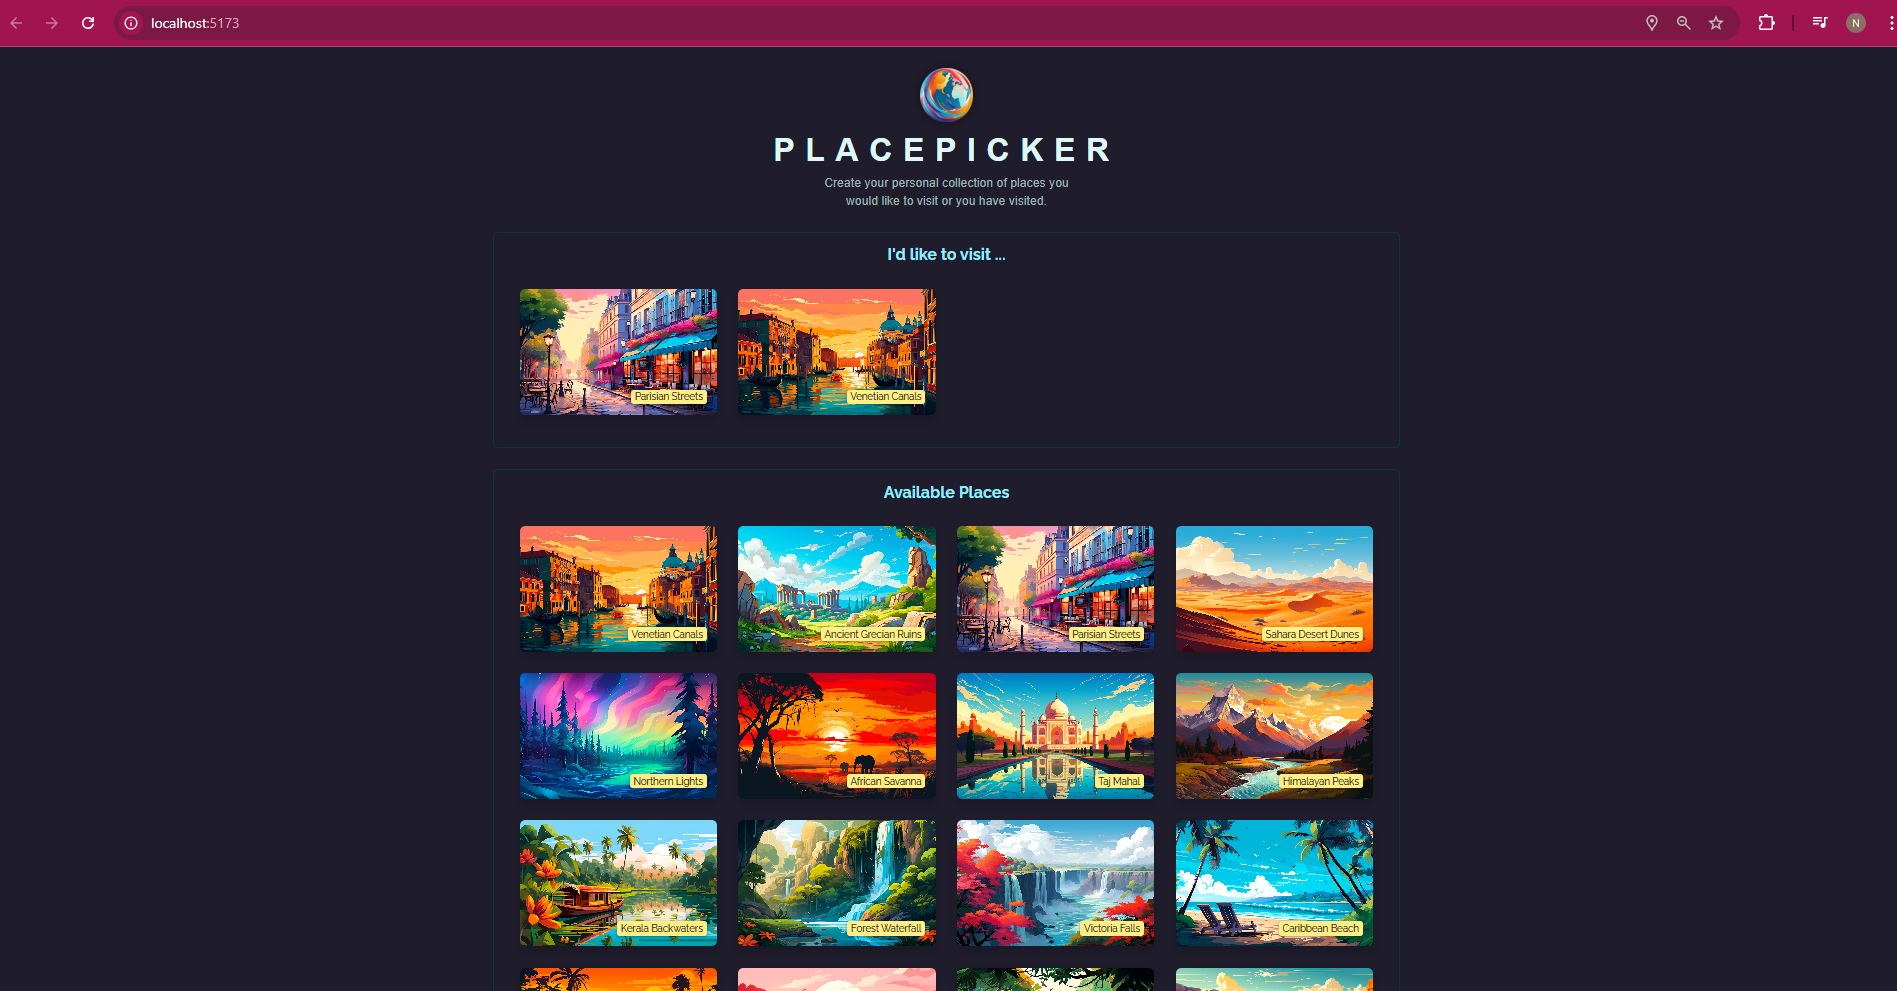 localhost:5173
N
PLACEPICKER
Create your personal collection of places you
would like to visit or you have visited.
I'd like to visit ...
Parisian Streets
Venetian Canals
Available Places
Venetian Canals
Ancient Grecian Ruins
Parisian Streets
Sahara Desert Dunes
Northern Lights
African Savanna
Taj Mahal
Himalayan Peaks
Kerala Backwaters
Forest Waterfall
Victoria Falls
Caribbean Beach